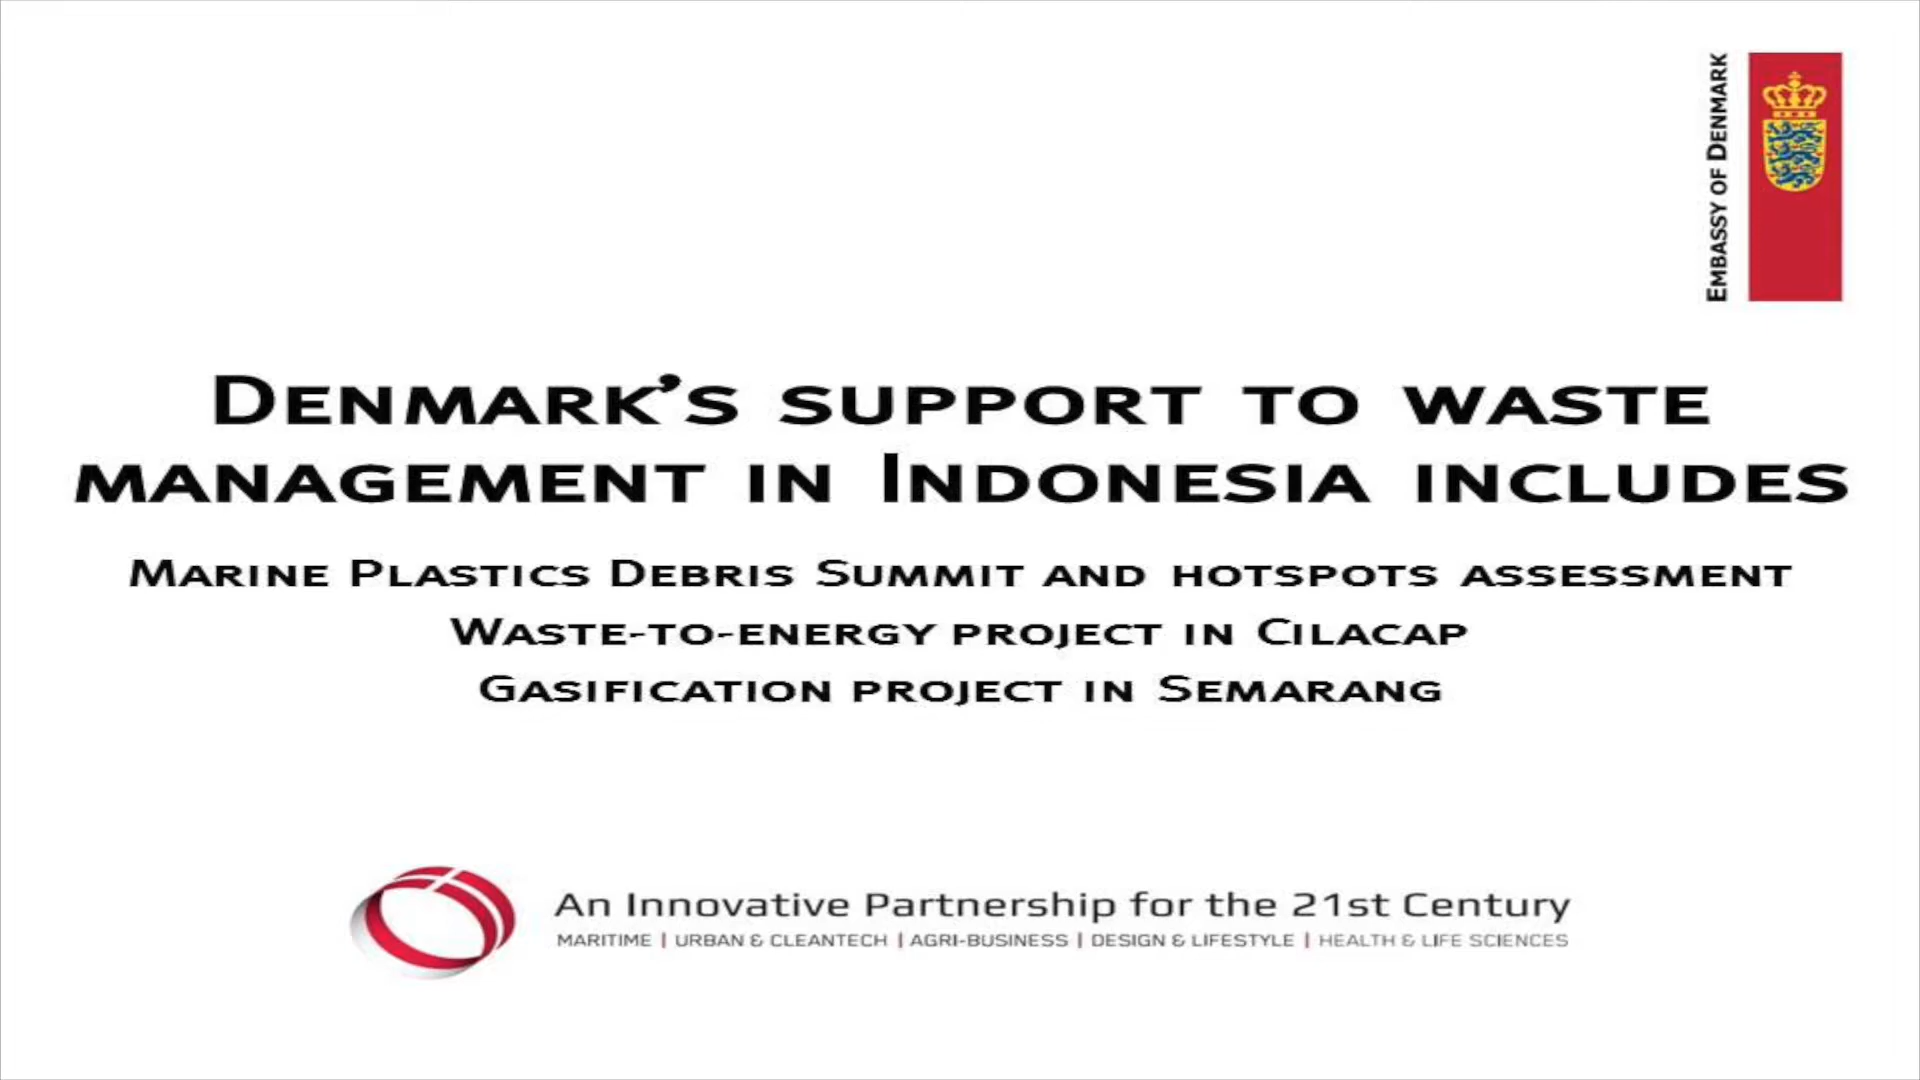 Embassy of Denmark
Denmark's support to waste
management in Indonesia includes
Marine Plastics Debris Summit and hotspots assessment
Waste-to-energy project in Cilacap
Gasification project in Semarang
An Innovative Partnership for the 21st Century
MARITIME | URBAN & CLEANTECH | AGRI-BUSINESS | DESIGN & LIFESTYLE | HEALTH & LIFE SCIENCES